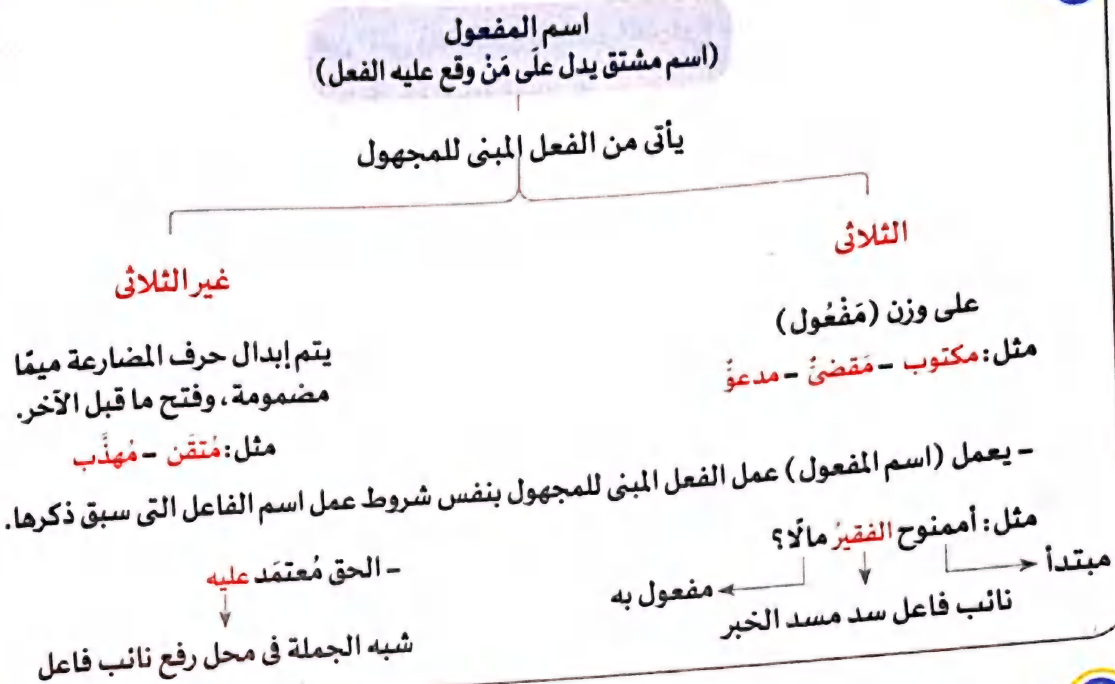 اسم المفعول
(اسم مشتق يدل علَى مَنْ وقع عليه الفعل)
يأتى من الفعل المبنى للمجهول
الثلاثى
على وزن (مَفْعُول)
مثل: مكتوب - مَقضىٌّ - مدعوٌّ
غير الثلاثى
يتم إبدال حرف المضارعة ميمًا
مضمومة، وفتح ما قبل الآخر.
مثل: مُتقَن - مُهذَّب
- يعمل (اسم المفعول) عمل الفعل المبنى للمجهول بنفس شروط عمل اسم الفاعل التى سبق ذكرها.
مثل: أممنوح الفقيرُ مالًا؟
مبتدأ
مفعول به
نائب فاعل سد مسد الخبر
- الحق مُعتمَد عليه
شبه الجملة فى محل رفع نائب فاعل